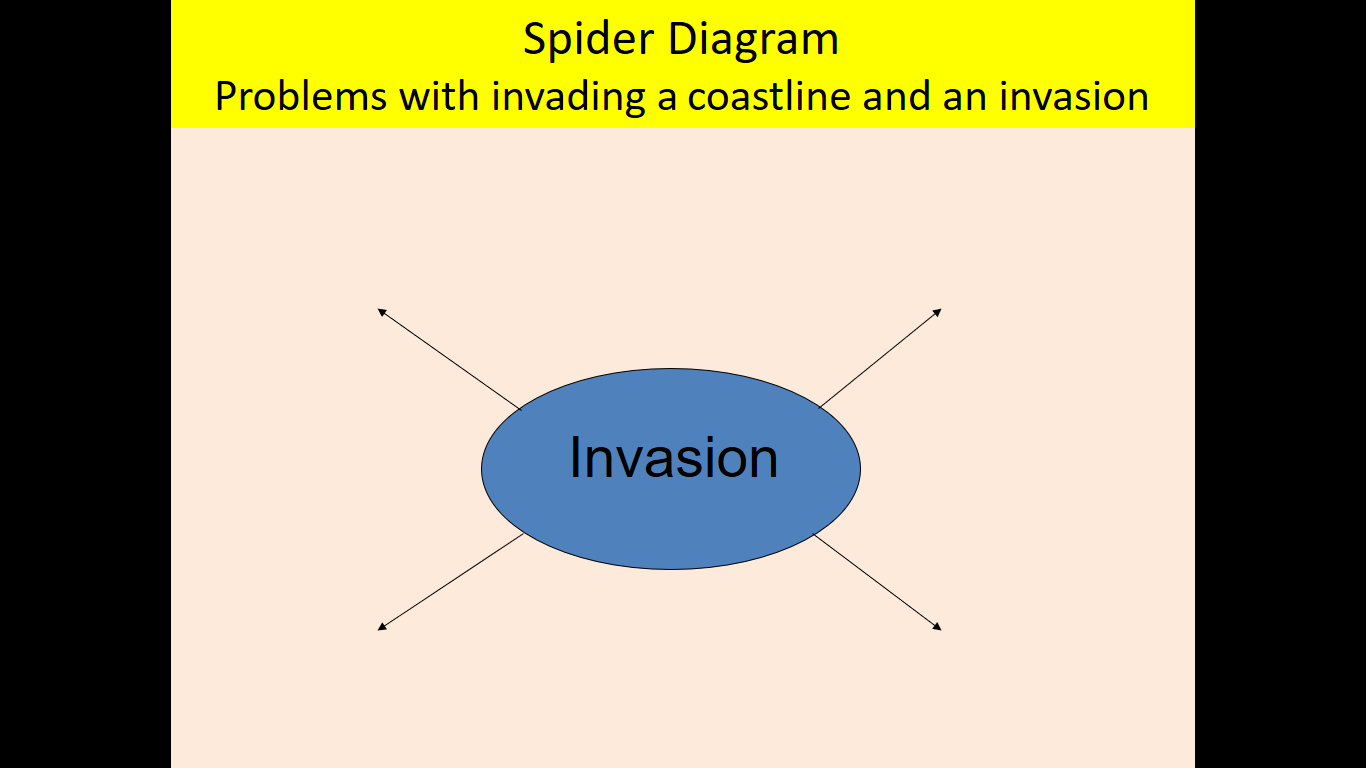 Spider Diagram
Problems with invading a coastline and an invasion
Invasion